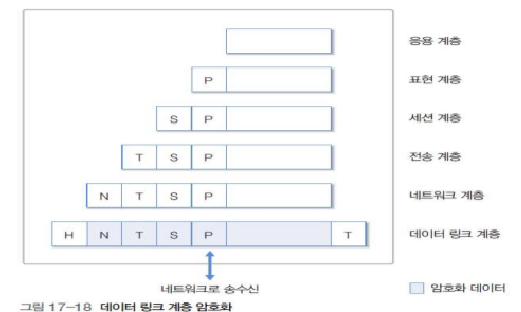 응용 계층
P 표현 계층
S P 세션 계층
T S P 전송 계층
N T S P 네트워크 계층
H N T S P T 데이터 링크 계층
네트워크로 송수신
암호화 데이터
그림 17-18 데이터 링크 계층 암호화